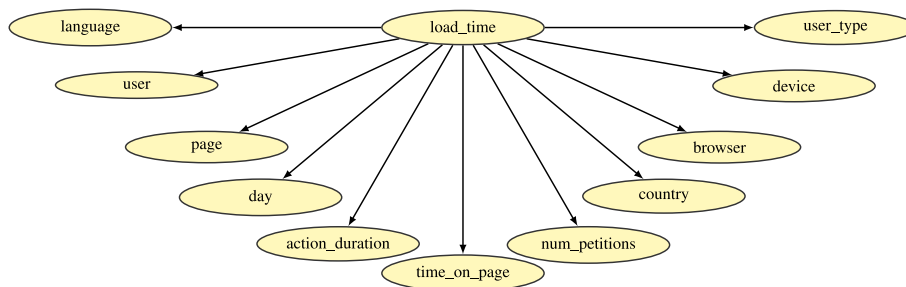 language
load_time
user_type
user
device
page
browser
day
country
action_duration
num_petitions
time_on_page